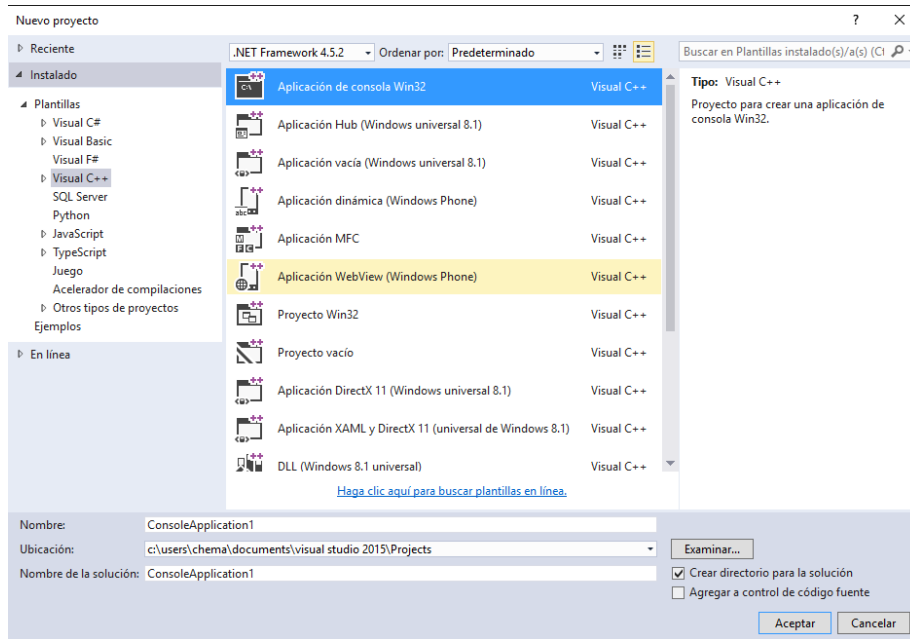 Nuevo proyecto
? ×
Reciente
Instalado
Plantillas
Visual C#
Visual Basic
Visual F#
Visual C++
SQL Server
Python
JavaScript
TypeScript
Juego
Acelerador de compilaciones
Otros tipos de proyectos
Ejemplos
En línea
.NET Framework 4.5.2 Ordenar por: Predeterminado
Aplicación de consola Win32 Visual C++
Aplicación Hub (Windows universal 8.1) Visual C++
Aplicación vacía (Windows universal 8.1) Visual C++
Aplicación dinámica (Windows Phone) Visual C++
Aplicación MFC Visual C++
Aplicación WebView (Windows Phone) Visual C++
Proyecto Win32 Visual C++
Proyecto vacío Visual C++
Aplicación DirectX 11 (Windows universal 8.1) Visual C++
Aplicación XAML y DirectX 11 (universal de Windows 8.1) Visual C++
DLL (Windows 8.1 universal) Visual C++
Haga clic aquí para buscar plantillas en línea.
Buscar en Plantillas instalado(s)/a(s) (Ct
Tipo: Visual C++
Proyecto para crear una aplicación de
consola Win32.
Nombre: ConsoleApplication1
Ubicación: c:\users\chema\documents\visual studio 2015\Projects
Examinar...
Nombre de la solución: ConsoleApplication1
Crear directorio para la solución
Agregar a control de código fuente
Aceptar Cancelar